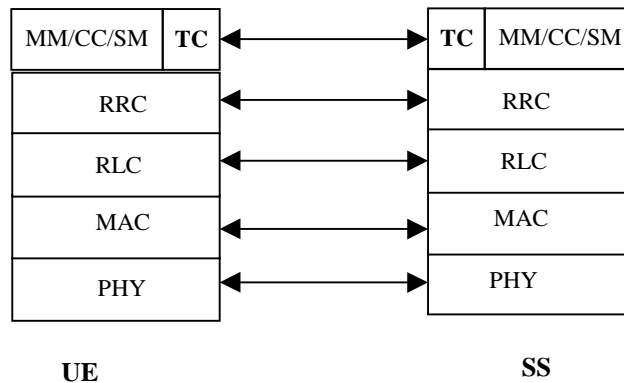 MM/CC/SM TC TC MM/CC/SM
RRC RRC
RLC RLC
MAC MAC
PHY PHY
UE SS